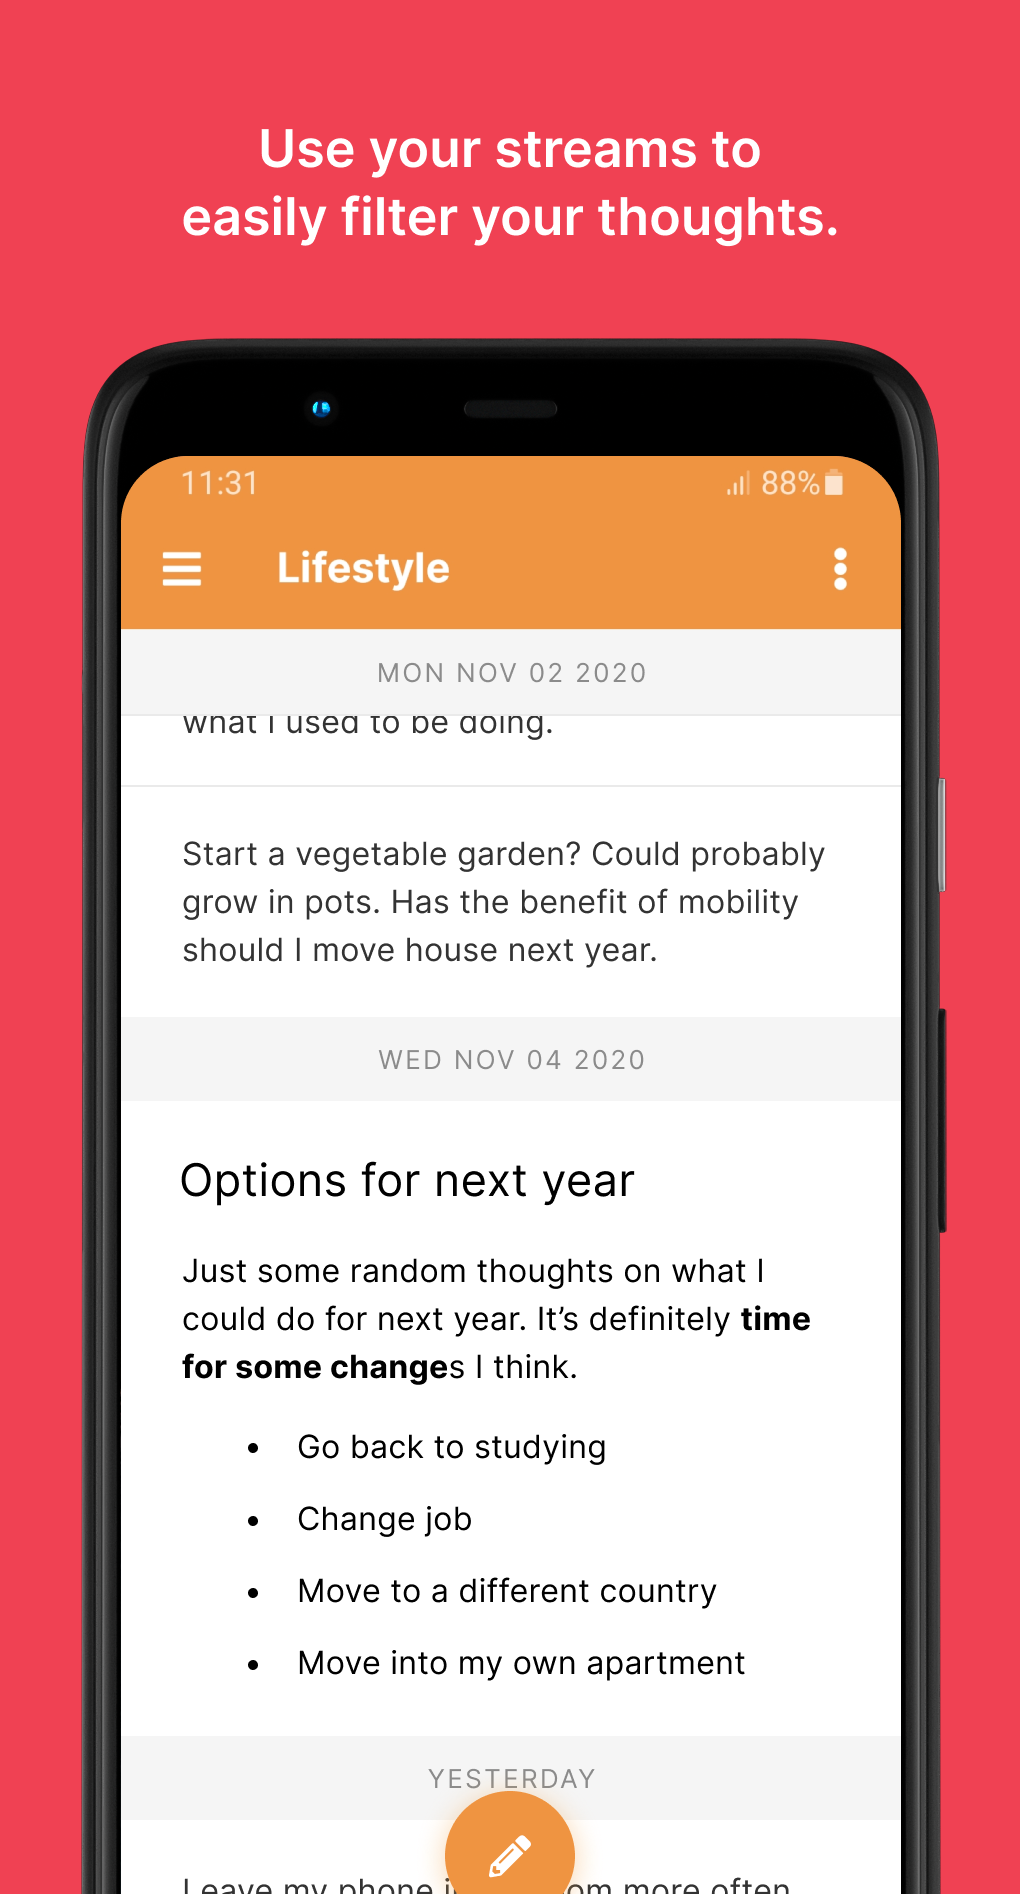 Use your streams to
easily filter your thoughts.
11:31
88%
Lifestyle
MON NOV 02 2020
what I used to be doing.
Start a vegetable garden? Could probably
grow in pots. Has the benefit of mobility
should I move house next year.
WED NOV 04 2020
Options for next year
Just some random thoughts on what I
could do for next year. It’s definitely time
for some changes I think.
• Go back to studying
• Change job
• Move to a different country
• Move into my own apartment
YESTERDAY
Leave my phone more often